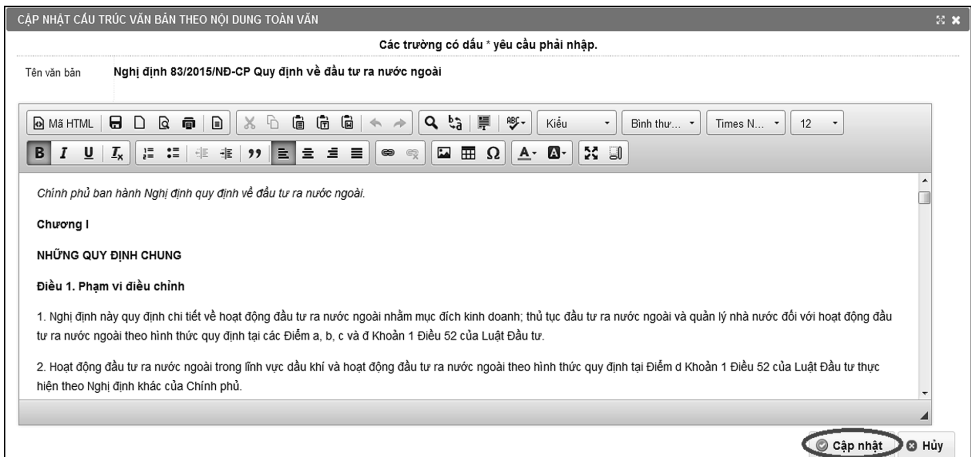 CẬP NHẬT CẤU TRÚC VĂN BẢN THEO NỘI DUNG TOÀN VĂN
Các trường có dấu * yêu cầu phải nhập.
Tên văn bản Nghị định 83/2015/NĐ-CP Quy định về đầu tư ra nước ngoài
Mã HTML ABC Kiểu Bình thư... Times N... 12
B I U Ix Ω A A
Chính phủ ban hành Nghị định quy định về đầu tư ra nước ngoài.
Chương I
NHỮNG QUY ĐỊNH CHUNG
Điều 1. Phạm vi điều chỉnh
1. Nghị định này quy định chi tiết về hoạt động đầu tư ra nước ngoài nhằm mục đích kinh doanh; thủ tục đầu tư ra nước ngoài và quản lý nhà nước đối với hoạt động đầu
tư ra nước ngoài theo hình thức quy định tại các Điểm a, b, c và đ Khoản 1 Điều 52 của Luật Đầu tư.
2. Hoạt động đầu tư ra nước ngoài trong lĩnh vực dầu khí và hoạt động đầu tư ra nước ngoài theo hình thức quy định tại Điểm d Khoản 1 Điều 52 của Luật Đầu tư thực
hiện theo Nghị định khác của Chính phủ.
Cập nhật Hủy